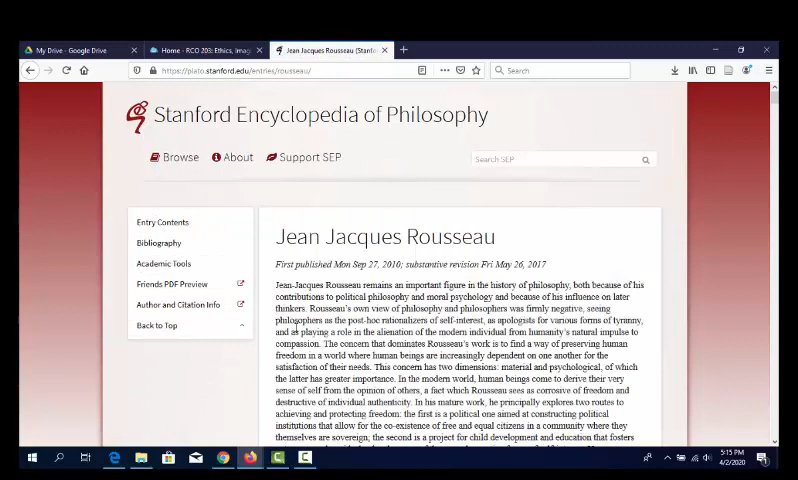 My Drive - Google Drive
Home - RCO 203: Ethics, Imag
Jean Jacques Rousseau (Stanfo
https://plato.stanford.edu/entries/rousseau/
Search
Stanford Encyclopedia of Philosophy
Browse
About
Support SEP
Search SEP
Entry Contents
Bibliography
Academic Tools
Friends PDF Preview
Author and Citation Info
Back to Top
Jean Jacques Rousseau
First published Mon Sep 27, 2010; substantive revision Fri May 26, 2017
Jean-Jacques Rousseau remains an important figure in the history of philosophy, both because of his
contributions to political philosophy and moral psychology and because of his influence on later
thinkers. Rousseau's own view of philosophy and philosophers was firmly negative, seeing
philosophers as the post-hoc rationalizers of self-interest, as apologists for various forms of tyranny,
and as playing a role in the alienation of the modern individual from humanity's natural impulse to
compassion. The concern that dominates Rousseau's work is to find a way of preserving human
freedom in a world where human beings are increasingly dependent on one another for the
satisfaction of their needs. This concern has two dimensions: material and psychological, of which
the latter has greater importance. In the modern world, human beings come to derive their very
sense of self from the opinion of others, a fact which Rousseau sees as corrosive of freedom and
destructive of individual authenticity. In his mature work, he principally explores two routes to
achieving and protecting freedom: the first is a political one aimed at constructing political
institutions that allow for the co-existence of free and equal citizens in a community where they
themselves are sovereign; the second is a project for child development and education that fosters
5:15 PM
4/2/2020